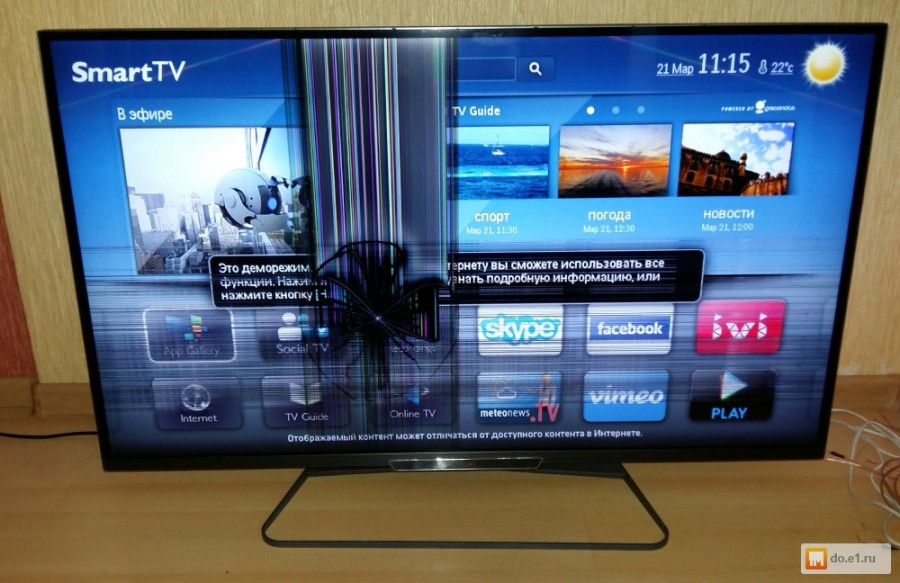 SmartTV
21 Мар 11:15 22°c
В эфире
TV Guide
POWERED BY gracenote
спорт
Мар 21, 11:30
погода
Мар 21, 12:30
новости
Мар 21, 12:00
Это деморежим. тернету вы сможете использовать все
функции. Нажми знать подробную информацию, или
нажмите кнопку
App Gallery
Social TV
skype
facebook
ivi
Internet
TV Guide
Online TV
meteonews.TV
vimeo
PLAY
Отображаемый контент может отличаться от доступного контента в Интернете.
do.e1.ru